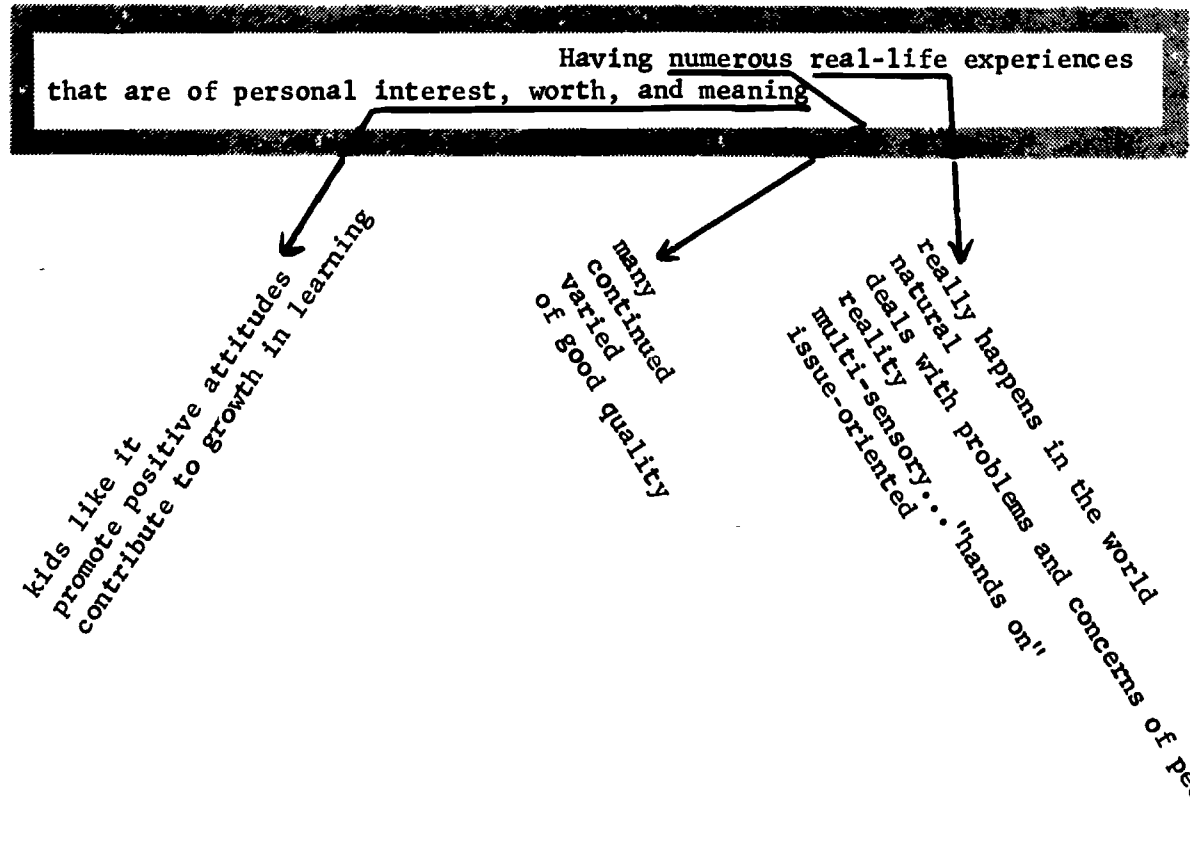 Having numerous real-life experiences
that are of personal interest, worth, and meaning
kids like it
promote positive attitudes
contribute to growth in learning
many
continued
varied
of good quality
really happens in the world
natural
deals with problems and concerns of
reality
multi-sensory... "hands on"
issue-oriented